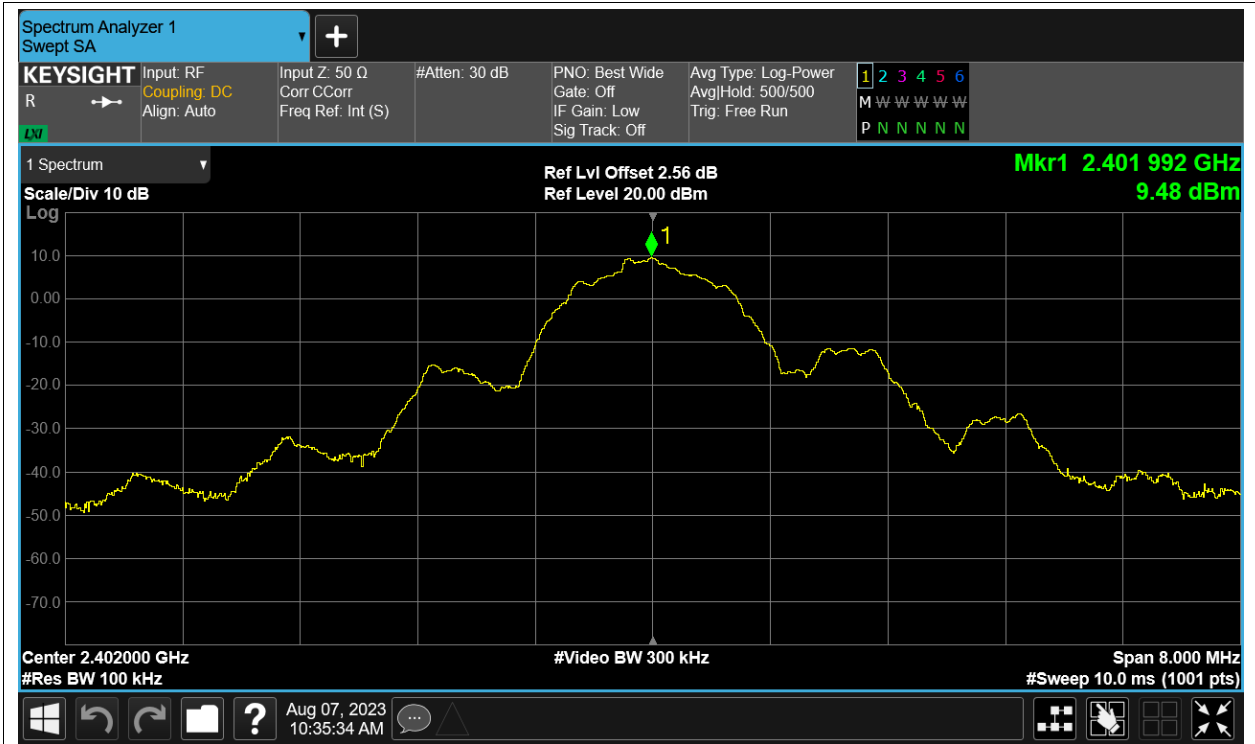 Spectrum Analyzer 1
Swept SA
KEYSIGHT
R
LXI
Input: RF
Coupling: DC
Align: Auto
Input Z: 50 Ω
Corr CCorr
Freq Ref: Int (S)
#Atten: 30 dB
PNO: Best Wide
Gate: Off
IF Gain: Low
Sig Track: Off
Avg Type: Log-Power
Avg|Hold: 500/500
Trig: Free Run
1 2 3 4 5 6
M W W W W W
P N N N N N
1 Spectrum
Scale/Div 10 dB
Log
Ref Lvl Offset 2.56 dB
Ref Level 20.00 dBm
Mkr1 2.401 992 GHz
9.48 dBm
1
10.0
0.00
-10.0
-20.0
-30.0
-40.0
-50.0
-60.0
-70.0
Center 2.402000 GHz
#Video BW 300 kHz
Span 8.000 MHz
#Res BW 100 kHz
#Sweep 10.0 ms (1001 pts)
?
Aug 07, 2023
10:35:34 AM